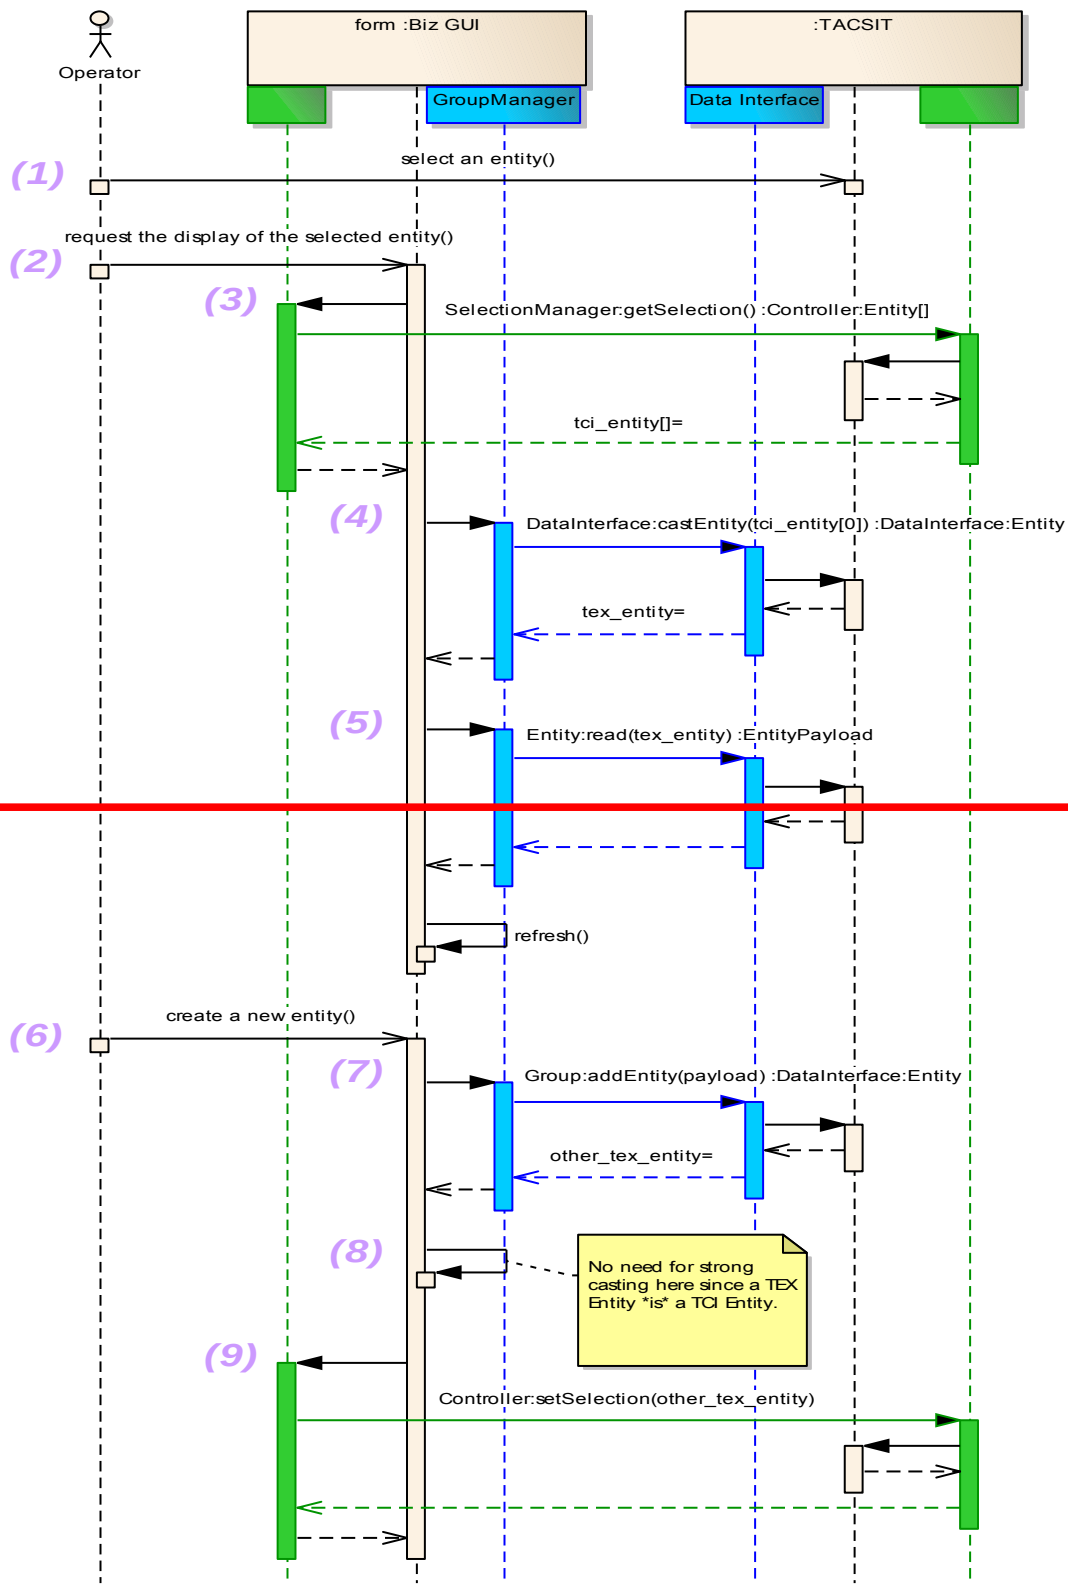 form :Biz GUI
:TACSIT
Operator
GroupManager
Data Interface
select an entity()
(1)
request the display of the selected entity()
(2)
(3)
SelectionManager:getSelection() :Controller:Entity[]
tci_entity[]=
(4)
DataInterface:castEntity(tci_entity[0]) :DataInterface:Entity
tex_entity=
(5)
Entity:read(tex_entity) :EntityPayload
refresh()
create a new entity()
(6)
(7)
Group:addEntity(payload) :DataInterface:Entity
other_tex_entity=
(8)
No need for strong
casting here since a TEX
Entity *is* a TCI Entity.
(9)
Controller:setSelection(other_tex_entity)